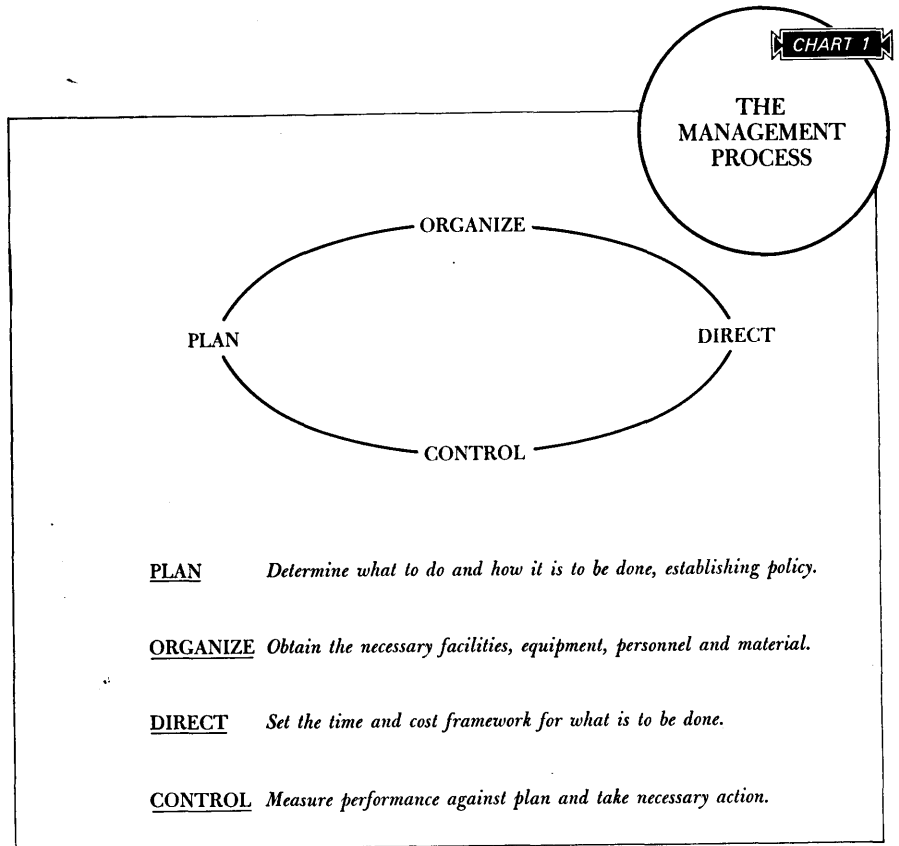 CHART 1
THE
MANAGEMENT
PROCESS
ORGANIZE
PLAN
DIRECT
CONTROL
PLAN Determine what to do and how it is to be done, establishing policy.
ORGANIZE Obtain the necessary facilities, equipment, personnel and material.
DIRECT Set the time and cost framework for what is to be done.
CONTROL Measure performance against plan and take necessary action.